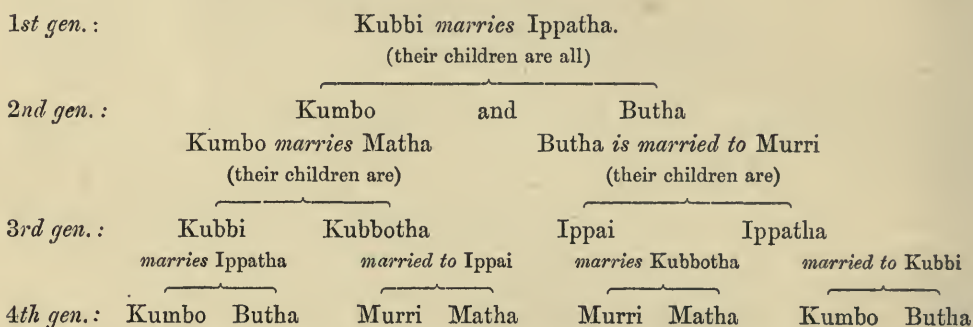 1st gen.: Kubbi marries Ippatha.
(their children are all)
2nd gen.: Kumbo and Butha
Kumbo marries Matha Butha is married to Murri
(their children are) (their children are)
3rd gen.: Kubbi Kubbotha Ippai Ippatha
marries Ippatha married to Ippai marries Kubbotha married to Kubbi
4th gen.: Kumbo Butha Murri Matha Murri Matha Kumbo Butha